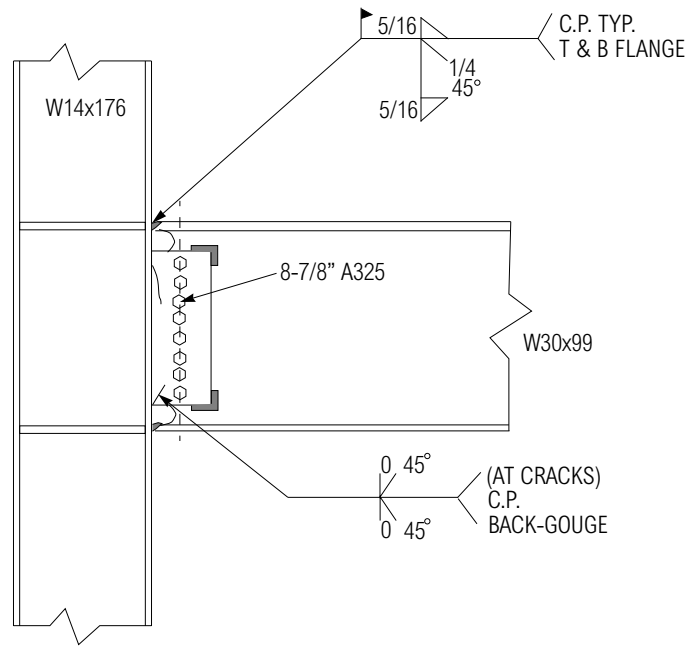 5/16
C.P. TYP.
T & B FLANGE
1/4
45°
5/16
W14x176
8-7/8” A325
W30x99
0 45°
(AT CRACKS)
C.P.
BACK-GOUGE
0 45°